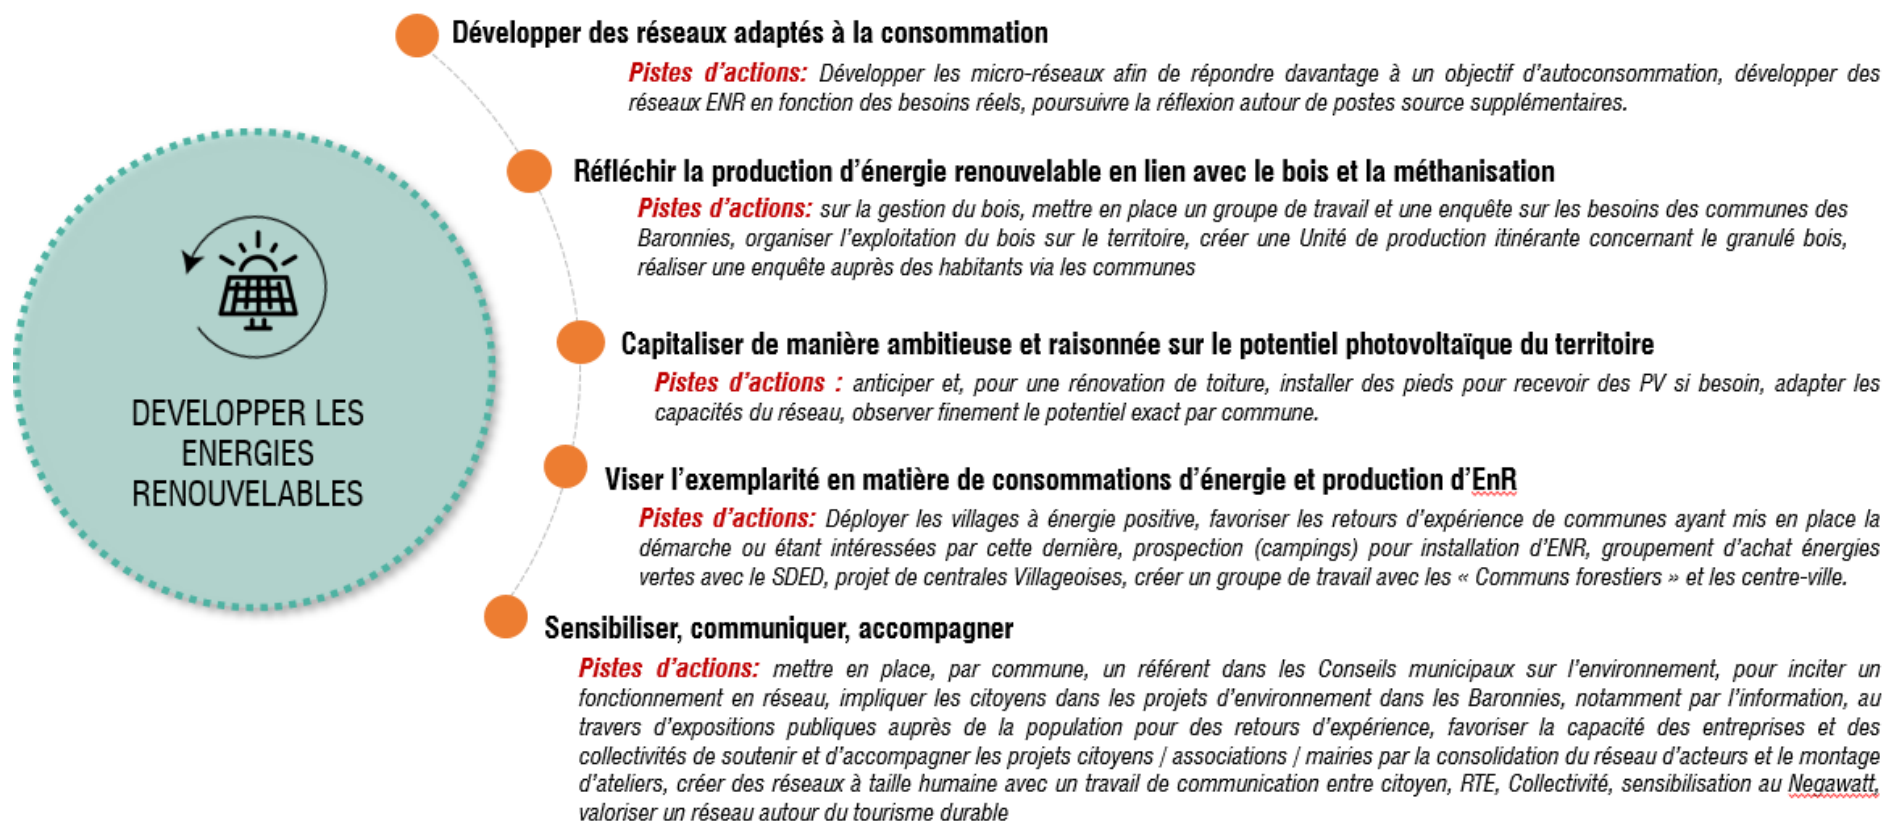 Développer des réseaux adaptés à la consommation
Pistes d'actions: Développer les micro-réseaux afin de répondre davantage à un objectif d'autoconsommation, développer des
réseaux ENR en fonction des besoins réels, poursuivre la réflexion autour de postes source supplémentaires.
Réfléchir la production d'énergie renouvelable en lien avec le bois et la méthanisation
Pistes d'actions: sur la gestion du bois, mettre en place un groupe de travail et une enquête sur les besoins des communes des
Baronnies, organiser l'exploitation du bois sur le territoire, créer une Unité de production itinérante concernant le granulé bois,
réaliser une enquête auprès des habitants via les communes
Capitaliser de manière ambitieuse et raisonnée sur le potentiel photovoltaïque du territoire
Pistes d'actions : anticiper et, pour une rénovation de toiture, installer des pieds pour recevoir des PV si besoin, adapter les
capacités du réseau, observer finement le potentiel exact par commune.
DEVELOPPER LES
ENERGIES
RENOUVELABLES
Viser l'exemplarité en matière de consommations d'énergie et production d'EnR
Pistes d'actions: Déployer les villages à énergie positive, favoriser les retours d'expérience de communes ayant mis en place la
démarche ou étant intéressées par cette dernière, prospection (campings) pour installation d'ENR, groupement d'achat énergies
vertes avec le SDED, projet de centrales Villageoises, créer un groupe de travail avec les « Communs forestiers » et les centre-ville.
Sensibiliser, communiquer, accompagner
Pistes d'actions: mettre en place, par commune, un référent dans les Conseils municipaux sur l'environnement, pour inciter un
fonctionnement en réseau, impliquer les citoyens dans les projets d'environnement dans les Baronnies, notamment par l'information, au
travers d'expositions publiques auprès de la population pour des retours d'expérience, favoriser la capacité des entreprises et des
collectivités de soutenir et d'accompagner les projets citoyens / associations / mairies par la consolidation du réseau d'acteurs et le montage
d'ateliers, créer des réseaux à taille humaine avec un travail de communication entre citoyen, RTE, Collectivité, sensibilisation au Negawatt,
valoriser un réseau autour du tourisme durable